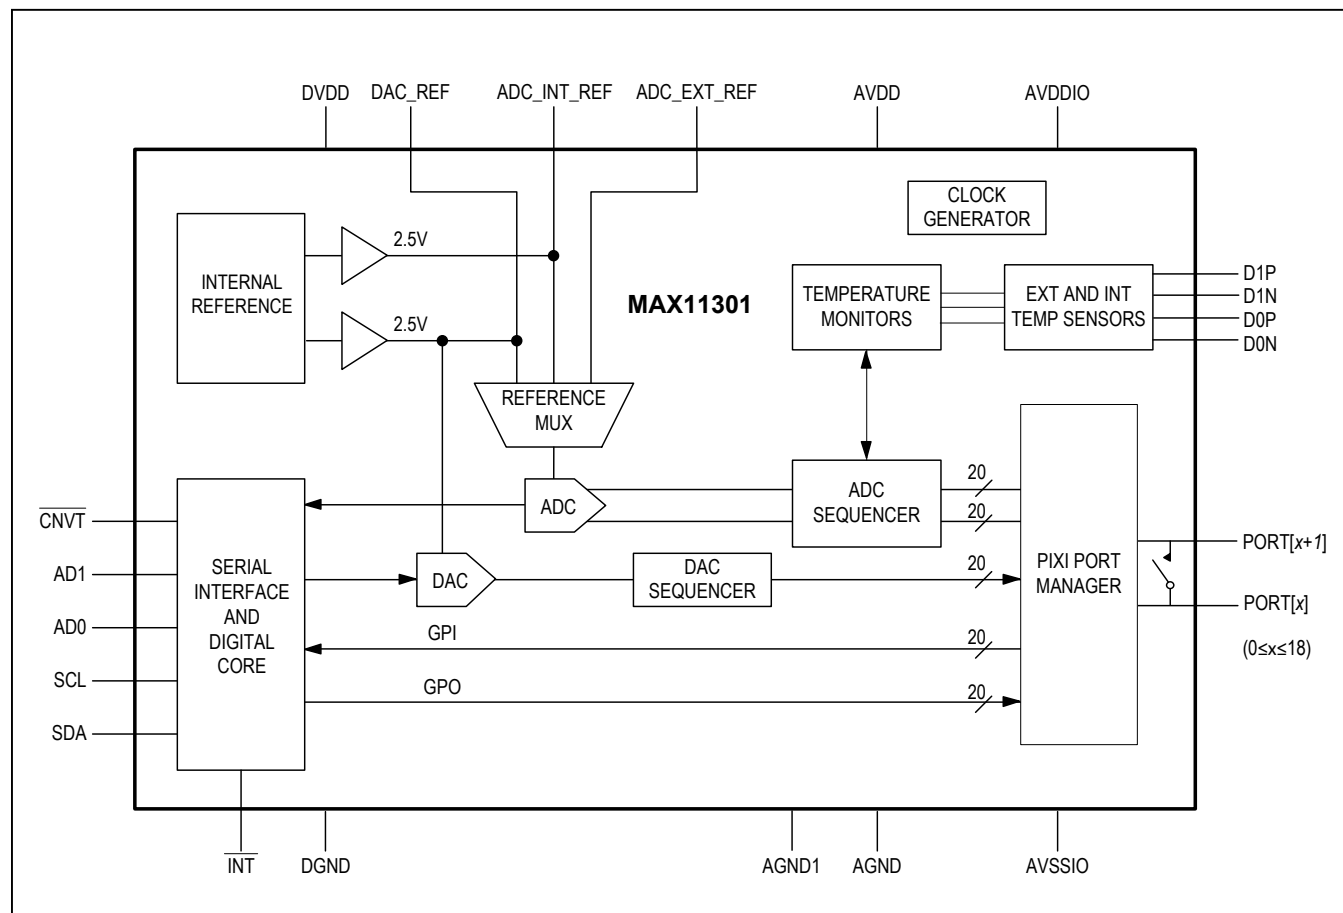 DVDD
DAC_REF
ADC_INT_REF
ADC_EXT_REF
AVDD
AVDDIO
CLOCK
GENERATOR
2.5V
INTERNAL
REFERENCE
2.5V
MAX11301
TEMPERATURE
MONITORS
EXT AND INT
TEMP SENSORS
D1P
D1N
D0P
D0N
REFERENCE
MUX
ADC
ADC
SEQUENCER
20
20
CNVT
AD1
AD0
SCL
SDA
SERIAL
INTERFACE
AND
DIGITAL
CORE
DAC
DAC
SEQUENCER
20
PIXI PORT
MANAGER
PORT[x+1]
PORT[x]
(0≤x≤18)
GPI
20
GPO
20
INT
DGND
AGND1
AGND
AVSSIO